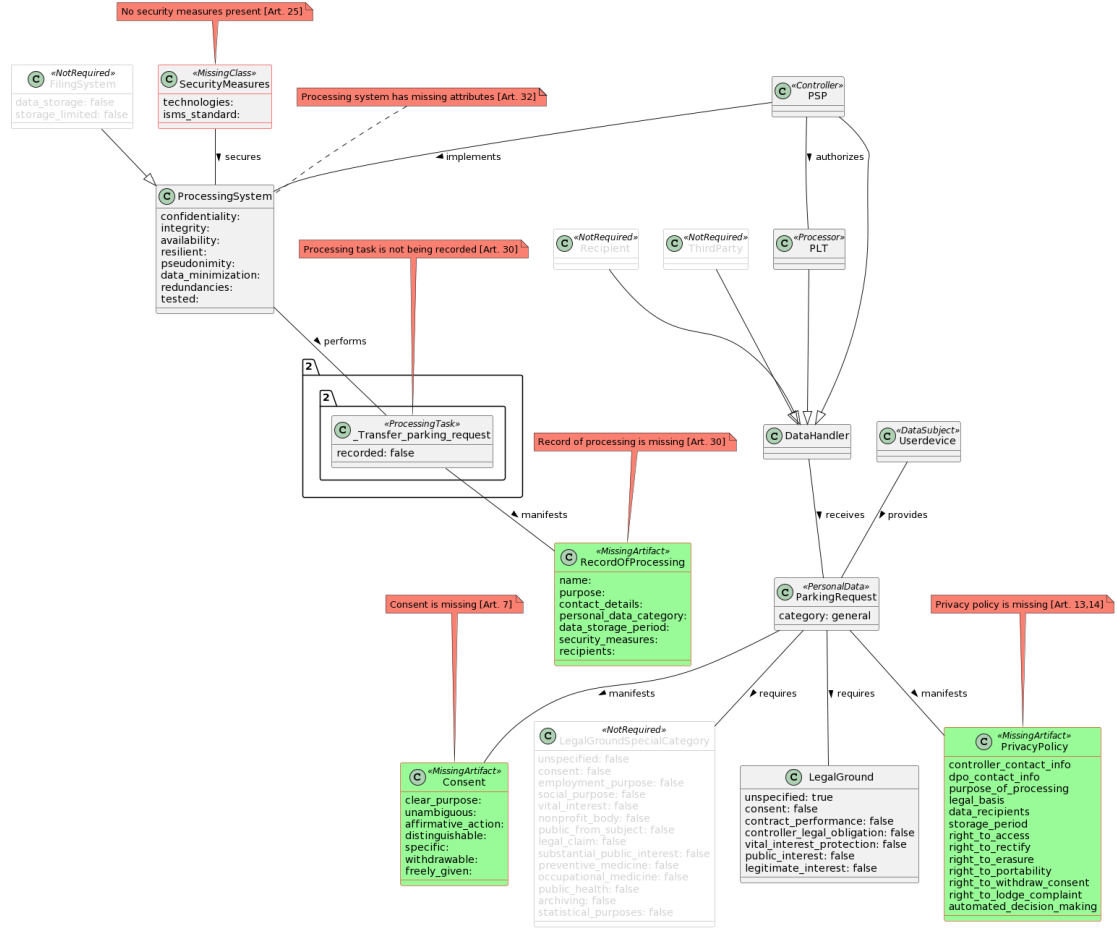 No security measures present [Art. 25]
C «NotRequired»
FilingSystem
data_storage: false
storage_limited: false
C «MissingClass»
SecurityMeasures
technologies:
isms_standard:
Processing system has missing attributes [Art. 32]
C «Controller»
PSP
secures
implements
authorizes
C ProcessingSystem
confidentiality:
integrity:
availability:
resilient:
pseudonimity:
data_minimization:
redundancies:
tested:
Processing task is not being recorded [Art. 30]
C «NotRequired»
Recipient
C «NotRequired»
ThirdParty
C «Processor»
PLT
performs
2
2
C «ProcessingTask»
_Transfer_parking_request
recorded: false
Record of processing is missing [Art. 30]
C DataHandler
C «DataSubject»
Userdevice
manifests
receives
provides
C «MissingArtifact»
RecordOfProcessing
name:
purpose:
contact_details:
personal_data_category:
data_storage_period:
security_measures:
recipients:
C «PersonalData»
ParkingRequest
category: general
Consent is missing [Art. 7]
Privacy policy is missing [Art. 13,14]
manifests
requires
requires
manifests
C «MissingArtifact»
Consent
clear_purpose:
unambiguous:
affirmative_action:
distinguishable:
specific:
withdrawable:
freely_given:
C «NotRequired»
LegalGroundSpecialCategory
unspecified: false
consent: false
employment_purpose: false
social_purpose: false
vital_interest: false
nonprofit_body: false
public_from_subject: false
legal_claim: false
substantial_public_interest: false
preventive_medicine: false
occupational_medicine: false
public_health: false
archiving: false
statistical_purposes: false
C LegalGround
unspecified: true
consent: false
contract_performance: false
controller_legal_obligation: false
vital_interest_protection: false
public_interest: false
legitimate_interest: false
C «MissingArtifact»
PrivacyPolicy
controller_contact_info
dpo_contact_info
purpose_of_processing
legal_basis
data_recipients
storage_period
right_to_access
right_to_rectify
right_to_erasure
right_to_portability
right_to_withdraw_consent
right_to_lodge_complaint
automated_decision_making